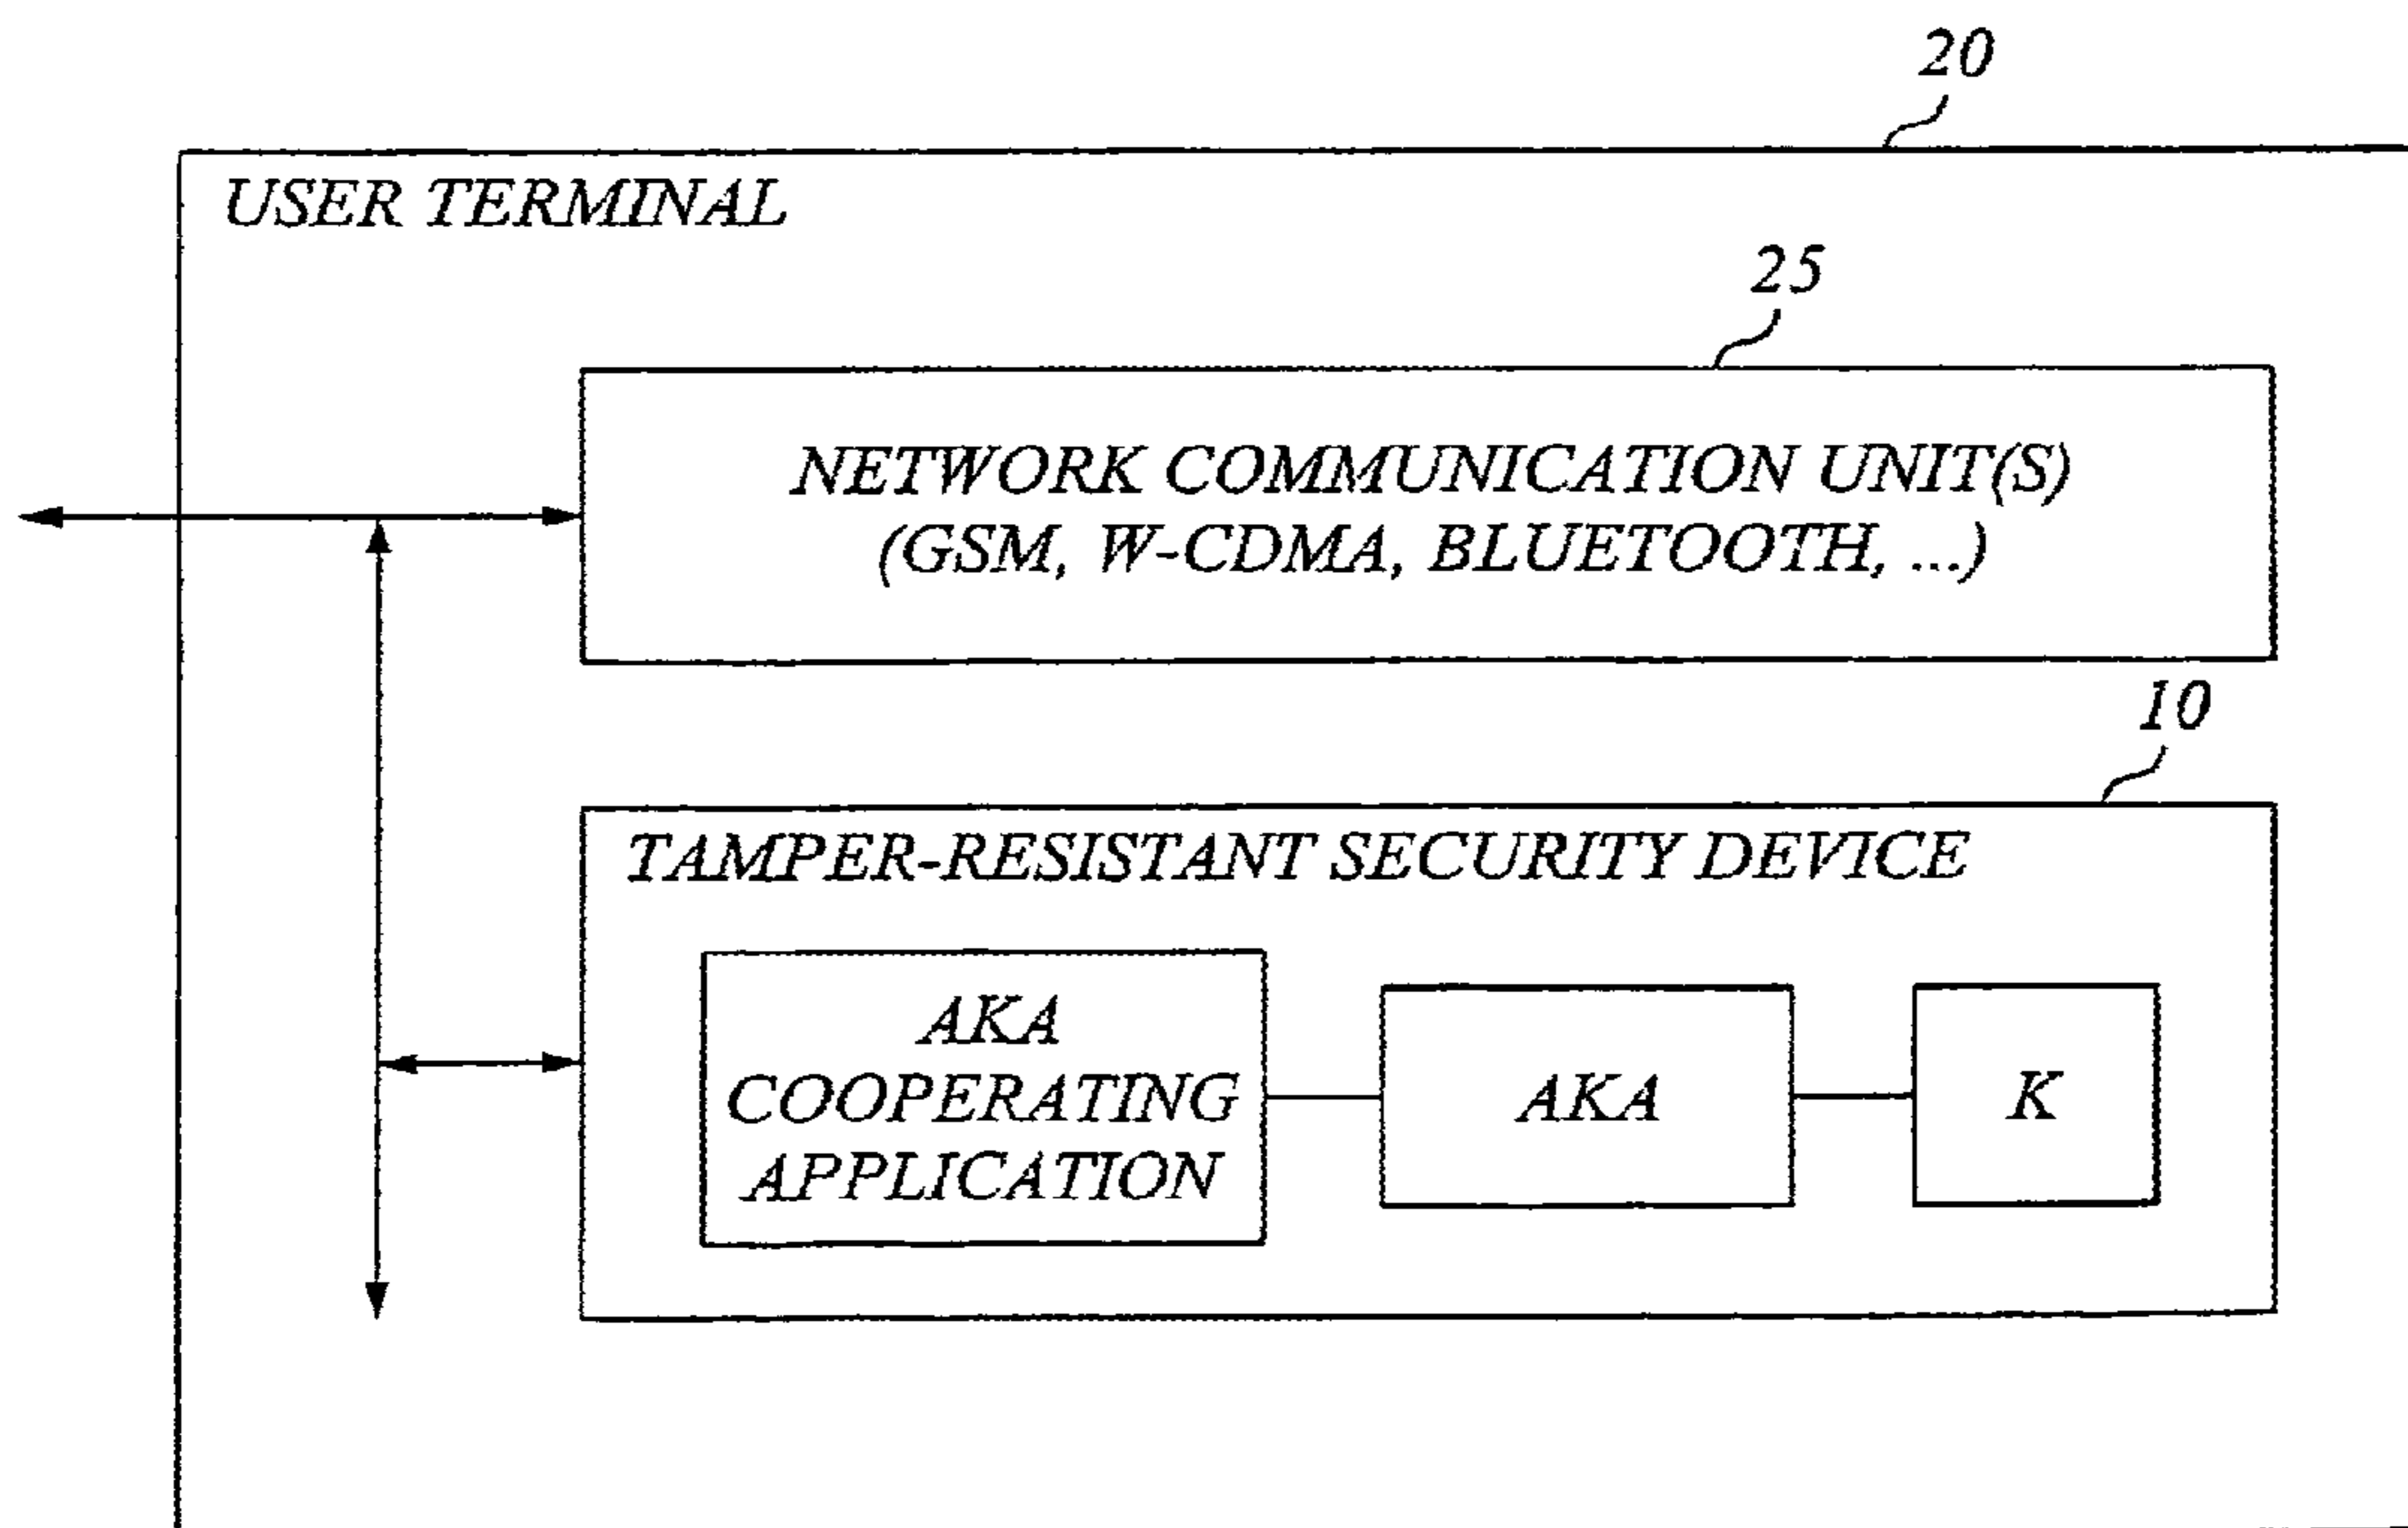 20
USER TERMINAL
25
NETWORK COMMUNICATION UNIT(S)
(GSM, W-CDMA, BLUETOOTH, ...)
10
TAMPER-RESISTANT SECURITY DEVICE
AKA
COOPERATING
APPLICATION
AKA
K